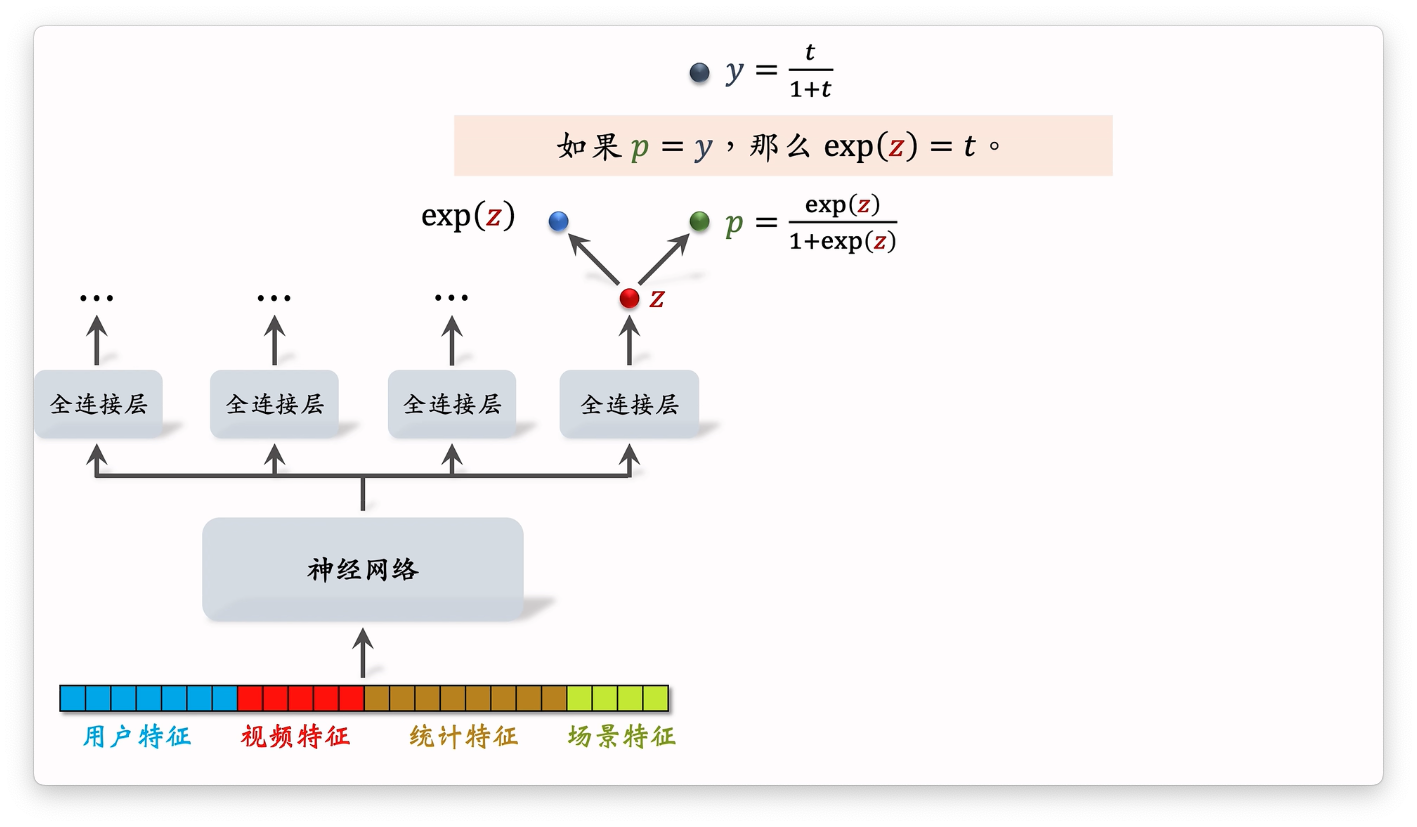 y = t/(1+t)
如果 p = y，那么 exp(z) = t。
exp(z)
p = exp(z)/(1+exp(z))
… … … z
全连接层 全连接层 全连接层 全连接层
神经网络
用户特征 视频特征 统计特征 场景特征